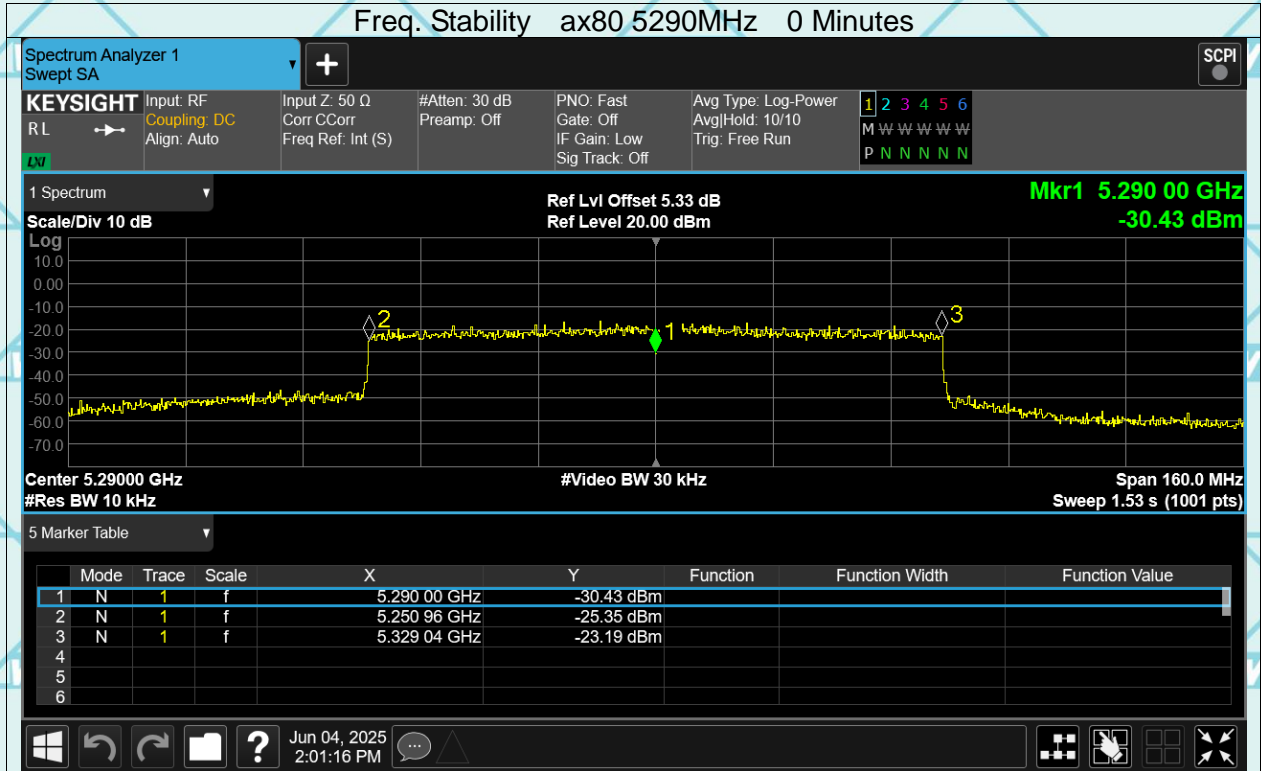 Freq. Stability ax80 5290MHz 0 Minutes
Spectrum Analyzer 1
Swept SA
SCPI
KEYSIGHT Input: RF Input Z: 50 Ω #Atten: 30 dB PNO: Fast Avg Type: Log-Power 1 2 3 4 5 6
RL Coupling: DC Corr CCorr Preamp: Off Gate: Off Avg|Hold: 10/10 M W W W W W W
Align: Auto Freq Ref: Int (S) IF Gain: Low Trig: Free Run P N N N N N N
LXI Sig Track: Off
1 Spectrum Ref Lvl Offset 5.33 dB Mkr1 5.290 00 GHz
Scale/Div 10 dB Ref Level 20.00 dBm -30.43 dBm
Log
10.0
0.00
-10.0
-20.0
-30.0
-40.0
-50.0
-60.0
-70.0
2
1
3
Center 5.29000 GHz #Video BW 30 kHz Span 160.0 MHz
#Res BW 10 kHz Sweep 1.53 s (1001 pts)
5 Marker Table
Mode Trace Scale X Y Function Function Width Function Value
1 N 1 f 5.290 00 GHz -30.43 dBm
2 N 1 f 5.250 96 GHz -25.35 dBm
3 N 1 f 5.329 04 GHz -23.19 dBm
4
5
6
? Jun 04, 2025
2:01:16 PM